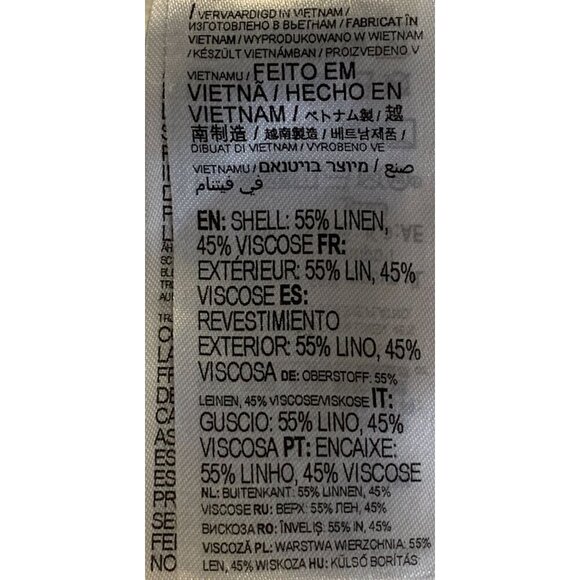 / VERVAARDIGD IN VIETNAM /
/ИЗГОТОВЛЕНО В ВЬЕТНАМ / FABRICAT ÎN
VIETNAM / WYPRODUKOWANO W WIETNAM
/ KÉSZÜLT VIETNÁMBAN / PROIZVEDENO V
VIETNAMU / FEITO EM
VIETNÃ / HECHO EN
VIETNAM / ベトナム製 / 越
南制造 / 越南製造 / 베트남제품 /
DIBUAT DI VIETNAM / VYROBENO VE
VIETNAMU / מיוצר בויטנאם / صنع
في فيتنام
EN: SHELL: 55% LINEN,
45% VISCOSE FR:
EXTÉRIEUR: 55% LIN, 45%
VISCOSE ES:
REVESTIMIENTO
EXTERIOR: 55% LINO, 45%
VISCOSA DE: OBERSTOFF: 55%
LEINEN, 45% VISCOSE/VISKOSE IT:
GUSCIO: 55% LINO, 45%
VISCOSA PT: ENCAIXE:
55% LINHO, 45% VISCOSE
NL: BUITENKANT: 55% LINNEN, 45%
VISCOSE RU: ВЕРХ: 55% ЛЕН, 45%
ВИСКОЗА RO: ÎNVELIȘ: 55% IN, 45%
VISCOZĂ PL: WARSTWA WIERZCHNIA: 55%
LEN, 45% WISKOZA HU: KÜLSŐ BORÍTÁS: